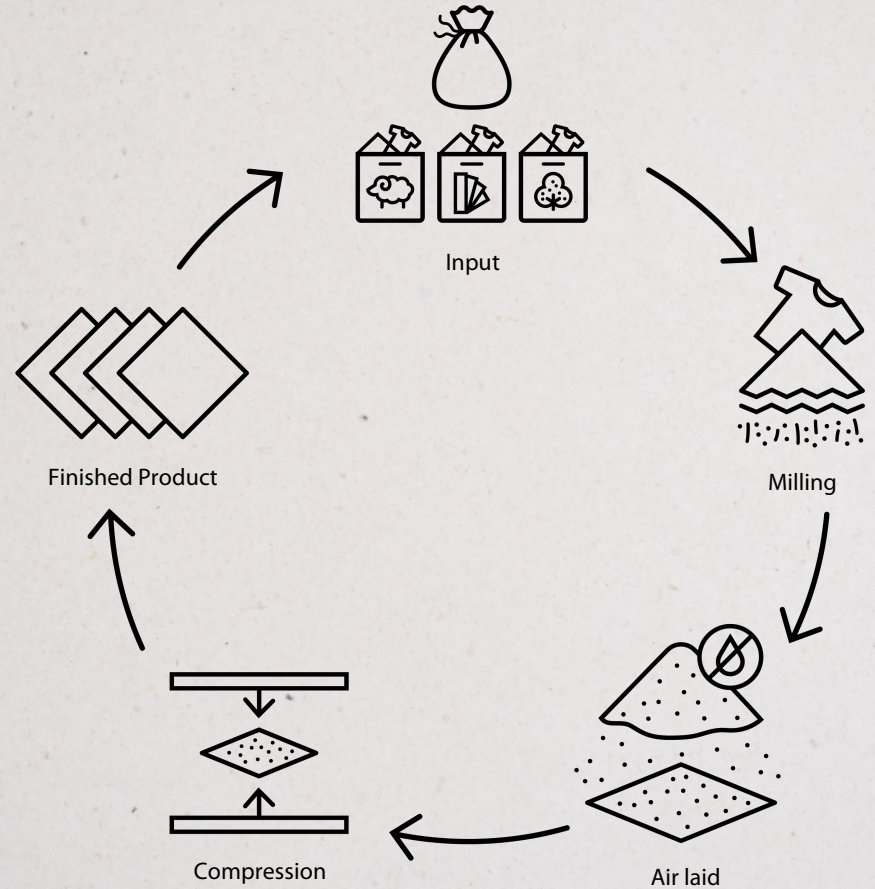 Input
Milling
Air laid
Compression
Finished Product